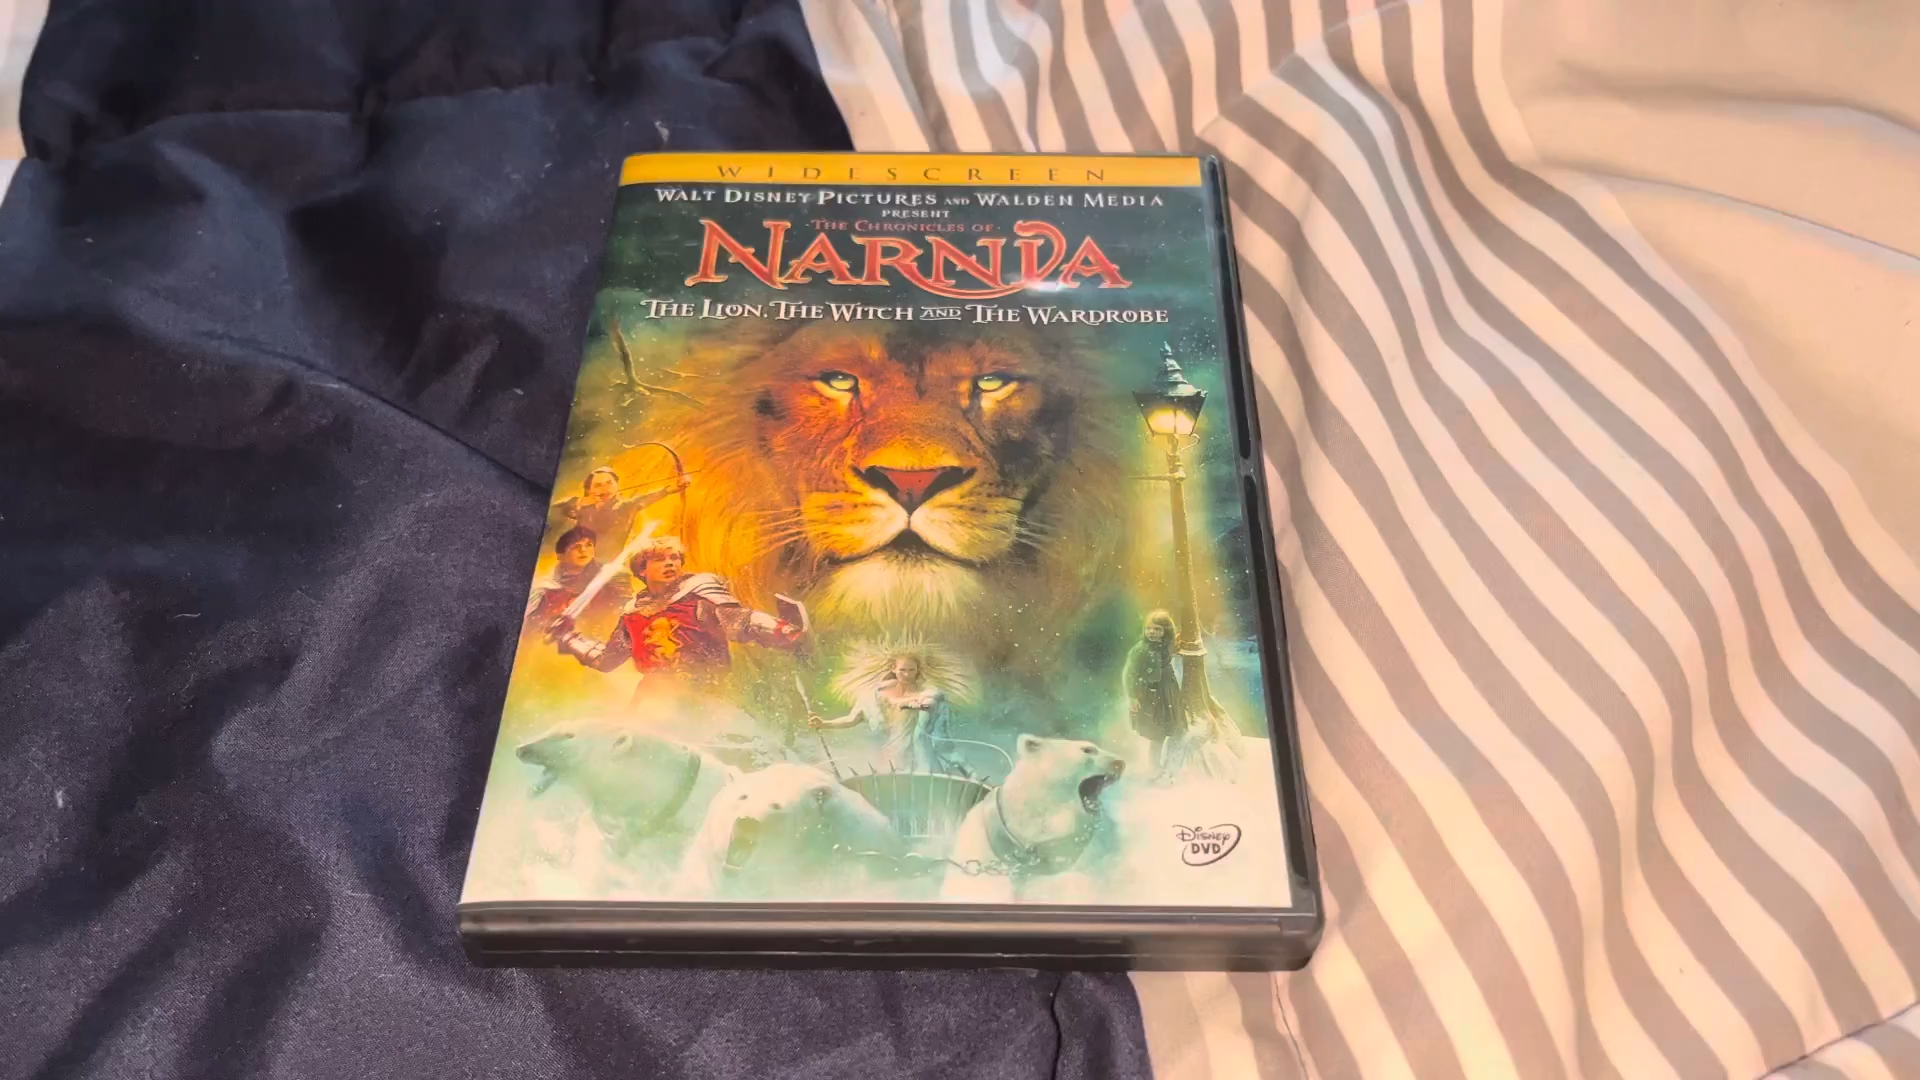 WIDESCREEN
WALT DISNEY PICTURES AND WALDEN MEDIA
PRESENT
THE CHRONICLES OF
NARNIA
THE LION, THE WITCH AND THE WARDROBE
DISNEY
DVD